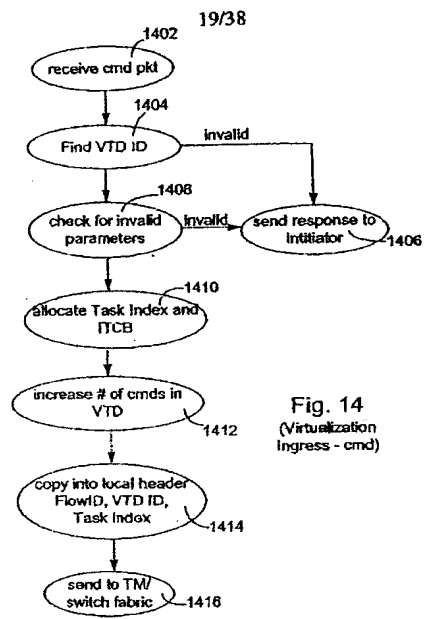 19/38
1402
receive cmd pkt
1404
Find VTD ID
invalid
1408
check for invalid
parameters
invalid
send response to
Intitiator
1406
1410
allocate Task Index and
ITCB
increase # of cmds in
VTD
1412
Fig. 14
(Virtualization
Ingress - cmd)
copy into local header
FlowID, VTD ID,
Task Index
1414
send to TM/
switch fabric
1416